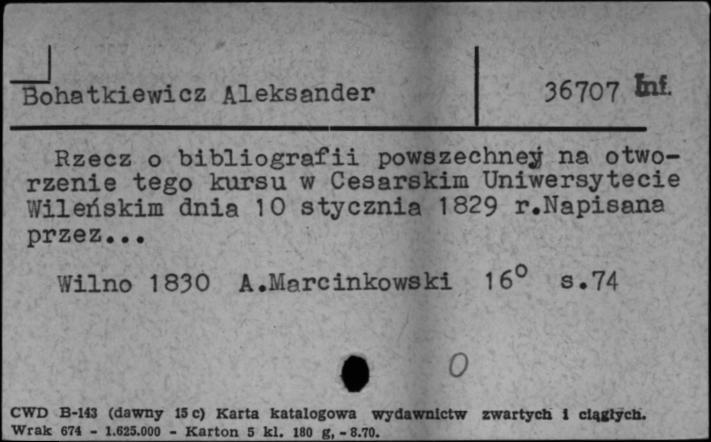 Bohatkiewicz Aleksander 36707 Inf.
Rzecz o bibliografii powszechnej na otwo-
rzenie tego kursu w Cesarskim Uniwersytecie
Wileńskim dnia 10 stycznia 1829 r.Napisana
przez...
Wilno 1830 A.Marcinkowski 16° s.74
0
CWD B-143 (dawny 15 c) Karta katalogowa wydawnictw zwartych i ciągłych.
Wrak 674 - 1.625.000 - Karton 5 kl. 180 g, - 8.70.